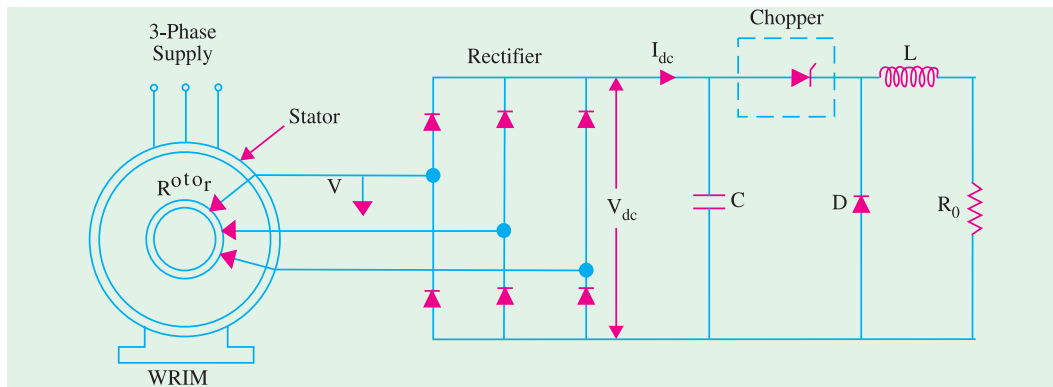 3-Phase
Supply
Stator
Rotor
WRIM
V
Rectifier
V_dc
I_dc
C
Chopper
D
L
R_0